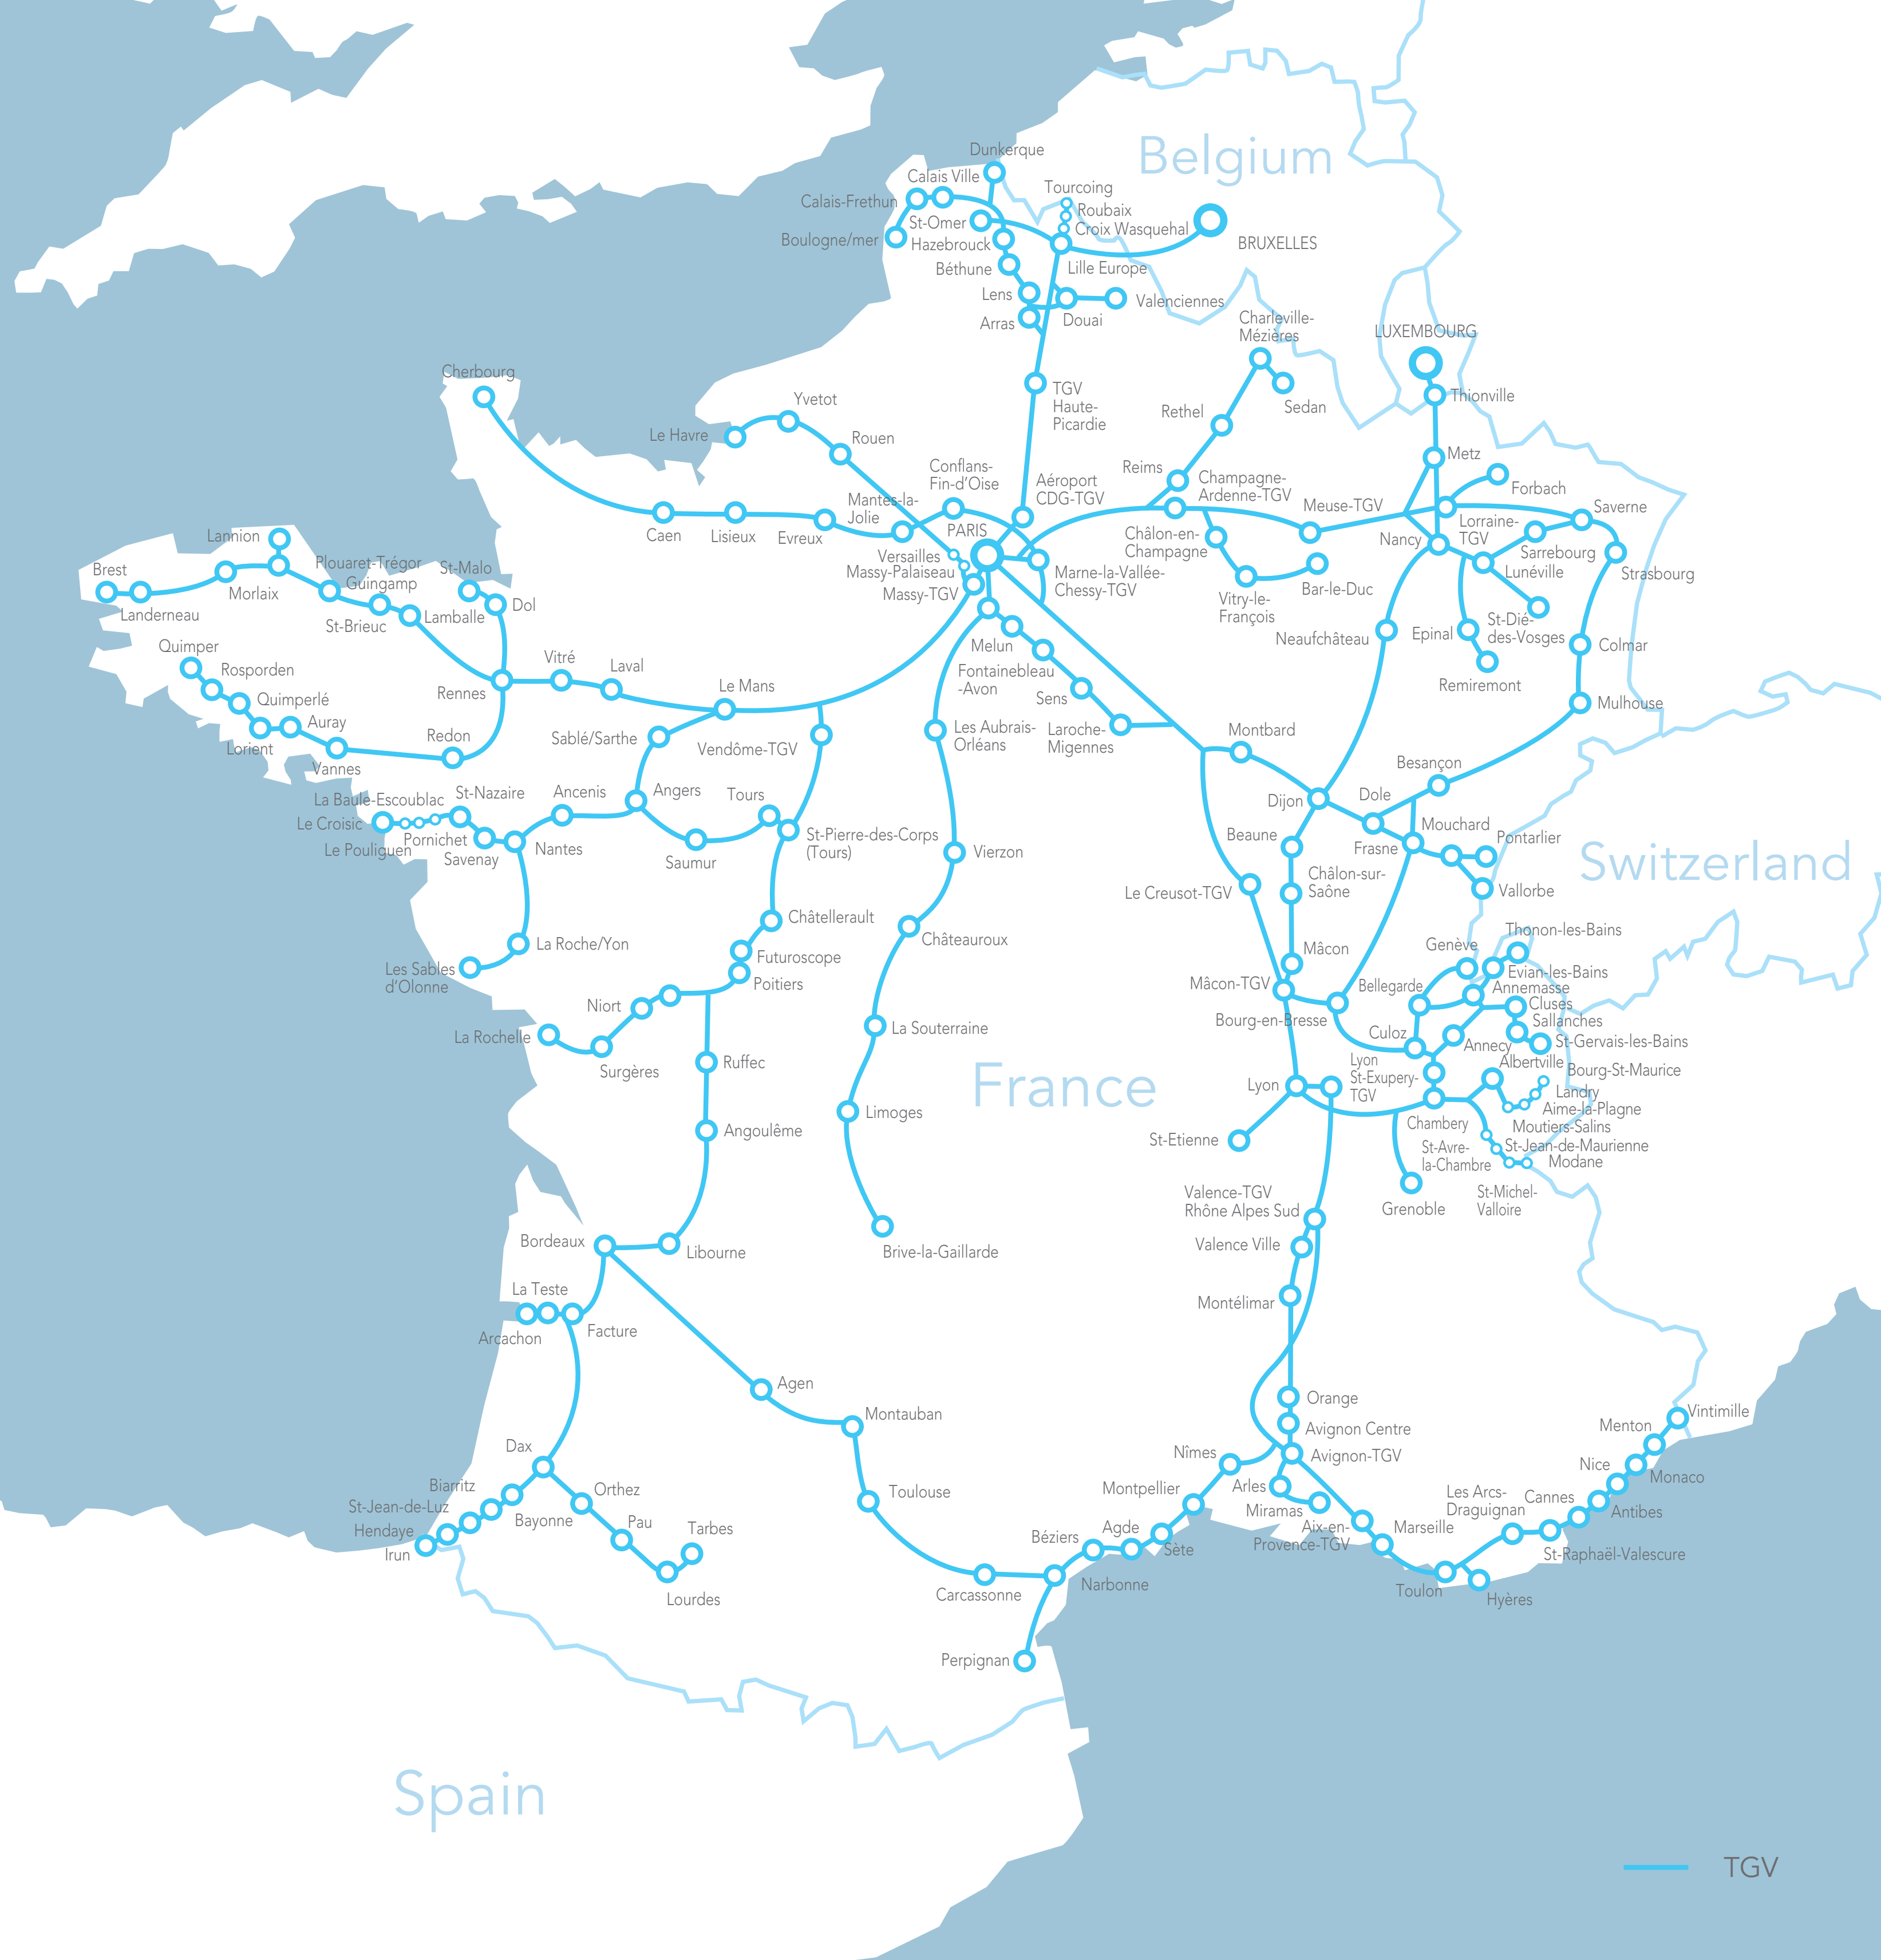 Belgium
Dunkerque
Calais Ville
Calais-Frethun
Tourcoing
Roubaix
St-Omer
Croix Wasquehal
Boulogne/mer
Hazebrouck
BRUXELLES
Béthune
Lille Europe
Lens
Valenciennes
Arras
Douai
Charleville-
Mézières
LUXEMBOURG
Cherbourg
TGV
Haute-
Picardie
Sedan
Thionville
Yvetot
Rethel
Le Havre
Rouen
Metz
Conflans-
Fin-d'Oise
Reims
Aéroport
CDG-TGV
Champagne-
Ardenne-TGV
Forbach
Mantes-la-
Jolie
Meuse-TGV
Saverne
Lorraine-
TGV
PARIS
Caen
Lisieux
Evreux
Lannion
Châlon-en-
Champagne
Nancy
Sarrebourg
Versailles
Massy-Palaiseau
Massy-TGV
Marne-la-Vallée-
Chessy-TGV
Lunéville
Strasbourg
Brest
Plouaret-Trégor
St-Malo
Guingamp
Morlaix
Bar-le-Duc
Vitry-le-
François
Landerneau
Dol
Lamballe
St-Brieuc
St-Dié-
des-Vosges
Neaufchâteau
Epinal
Colmar
Quimper
Melun
Rosporden
Vitré
Laval
Fontainebleau
-Avon
Remiremont
Rennes
Le Mans
Quimperlé
Sens
Mulhouse
Auray
Lorient
Redon
Sablé/Sarthe
Vendôme-TGV
Les Aubrais-
Orléans
Laroche-
Migennes
Montbard
Vannes
Besançon
St-Nazaire
Ancenis
Angers
Tours
Dijon
Dole
La Baule-Escoublac
Le Croisic
Pornichet
Le Pouliguen
Savenay
Nantes
Saumur
St-Pierre-des-Corps
(Tours)
Vierzon
Beaune
Mouchard
Frasne
Pontarlier
Switzerland
Châlon-sur-
Saône
Le Creusot-TGV
Vallorbe
La Roche/Yon
Châtellerault
Châteauroux
Thonon-les-Bains
Genève
Mâcon
Les Sables
d'Olonne
Futuroscope
Poitiers
Evian-les-Bains
Mâcon-TGV
Bellegarde
Annemasse
Niort
Cluses
Bourg-en-Bresse
Sallanches
La Rochelle
La Souterraine
Culoz
Annecy
St-Gervais-les-Bains
Surgères
Ruffec
France
Albertville
Bourg-St-Maurice
Lyon
Lyon
St-Exupery-
TGV
Landry
Limoges
Aime-la-Plagne
Chambery
Moutiers-Salins
Angoulême
St-Etienne
St-Avre-
la-Chambre
St-Jean-de-Maurienne
Modane
Valence-TGV
Rhône Alpes Sud
Grenoble
St-Michel-
Valloire
Bordeaux
Libourne
Brive-la-Gaillarde
Valence Ville
La Teste
Montélimar
Arcachon
Facture
Agen
Orange
Montauban
Avignon Centre
Vintimille
Menton
Dax
Nîmes
Avignon-TGV
Nice
Monaco
Biarritz
Orthez
Toulouse
Montpellier
Arles
Les Arcs-
Draguignan
Cannes
St-Jean-de-Luz
Bayonne
Miramas
Antibes
Hendaye
Pau
Tarbes
Béziers
Agde
Aix-en-
Provence-TGV
Marseille
Irun
Sète
St-Raphaël-Valescure
Carcassonne
Narbonne
Toulon
Hyères
Lourdes
Perpignan
Spain
TGV